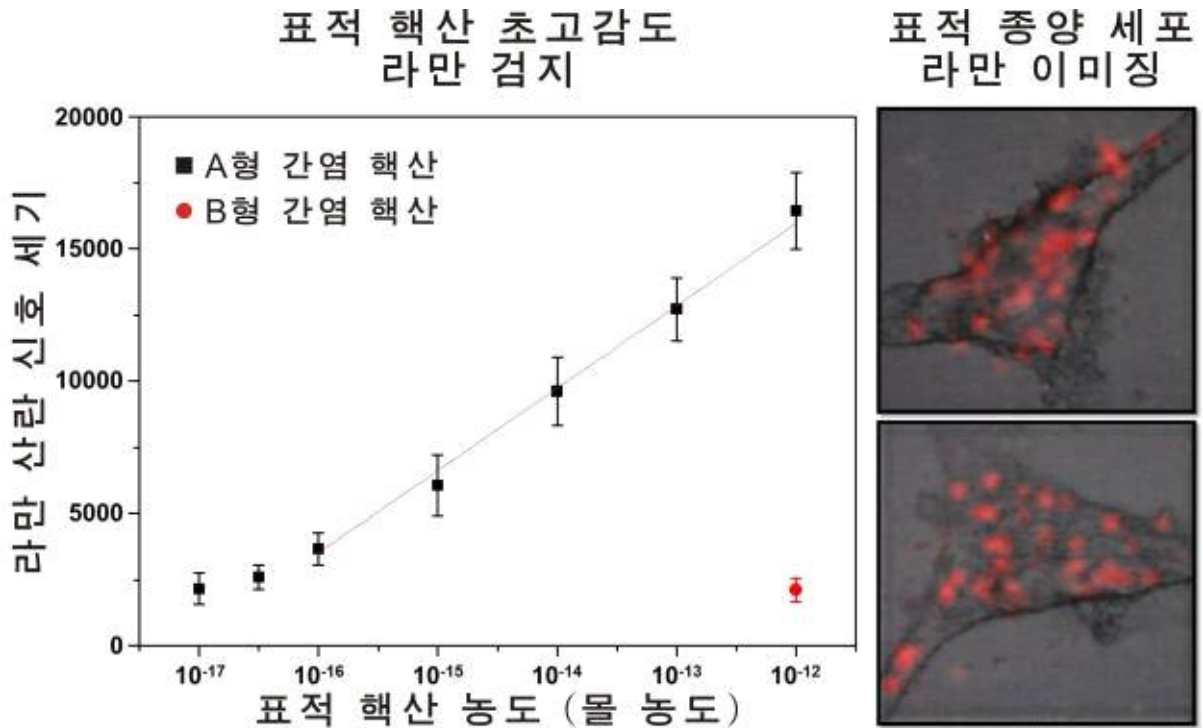 표적 핵산 초고감도
라만 검지
표적 종양 세포
라만 이미징
20000
15000
10000
5000
0
라만 산란 신호 세기
A형 간염 핵산
B형 간염 핵산
10⁻¹⁷ 10⁻¹⁶ 10⁻¹⁵ 10⁻¹⁴ 10⁻¹³ 10⁻¹²
표적 핵산 농도 (몰 농도)